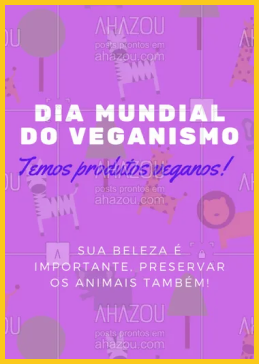 AHAZOU
posts prontos em
ahazou.com
DIA MUNDIAL
DO VEGANISMO
Temos produtos veganos!
AHAZOU
posts prontos em
ahazou.com
SUA BELEZA É
IMPORTANTE, PRESERVAR
OS ANIMAIS TAMBÉM!
AHAZOU
posts prontos em
ahazou.com